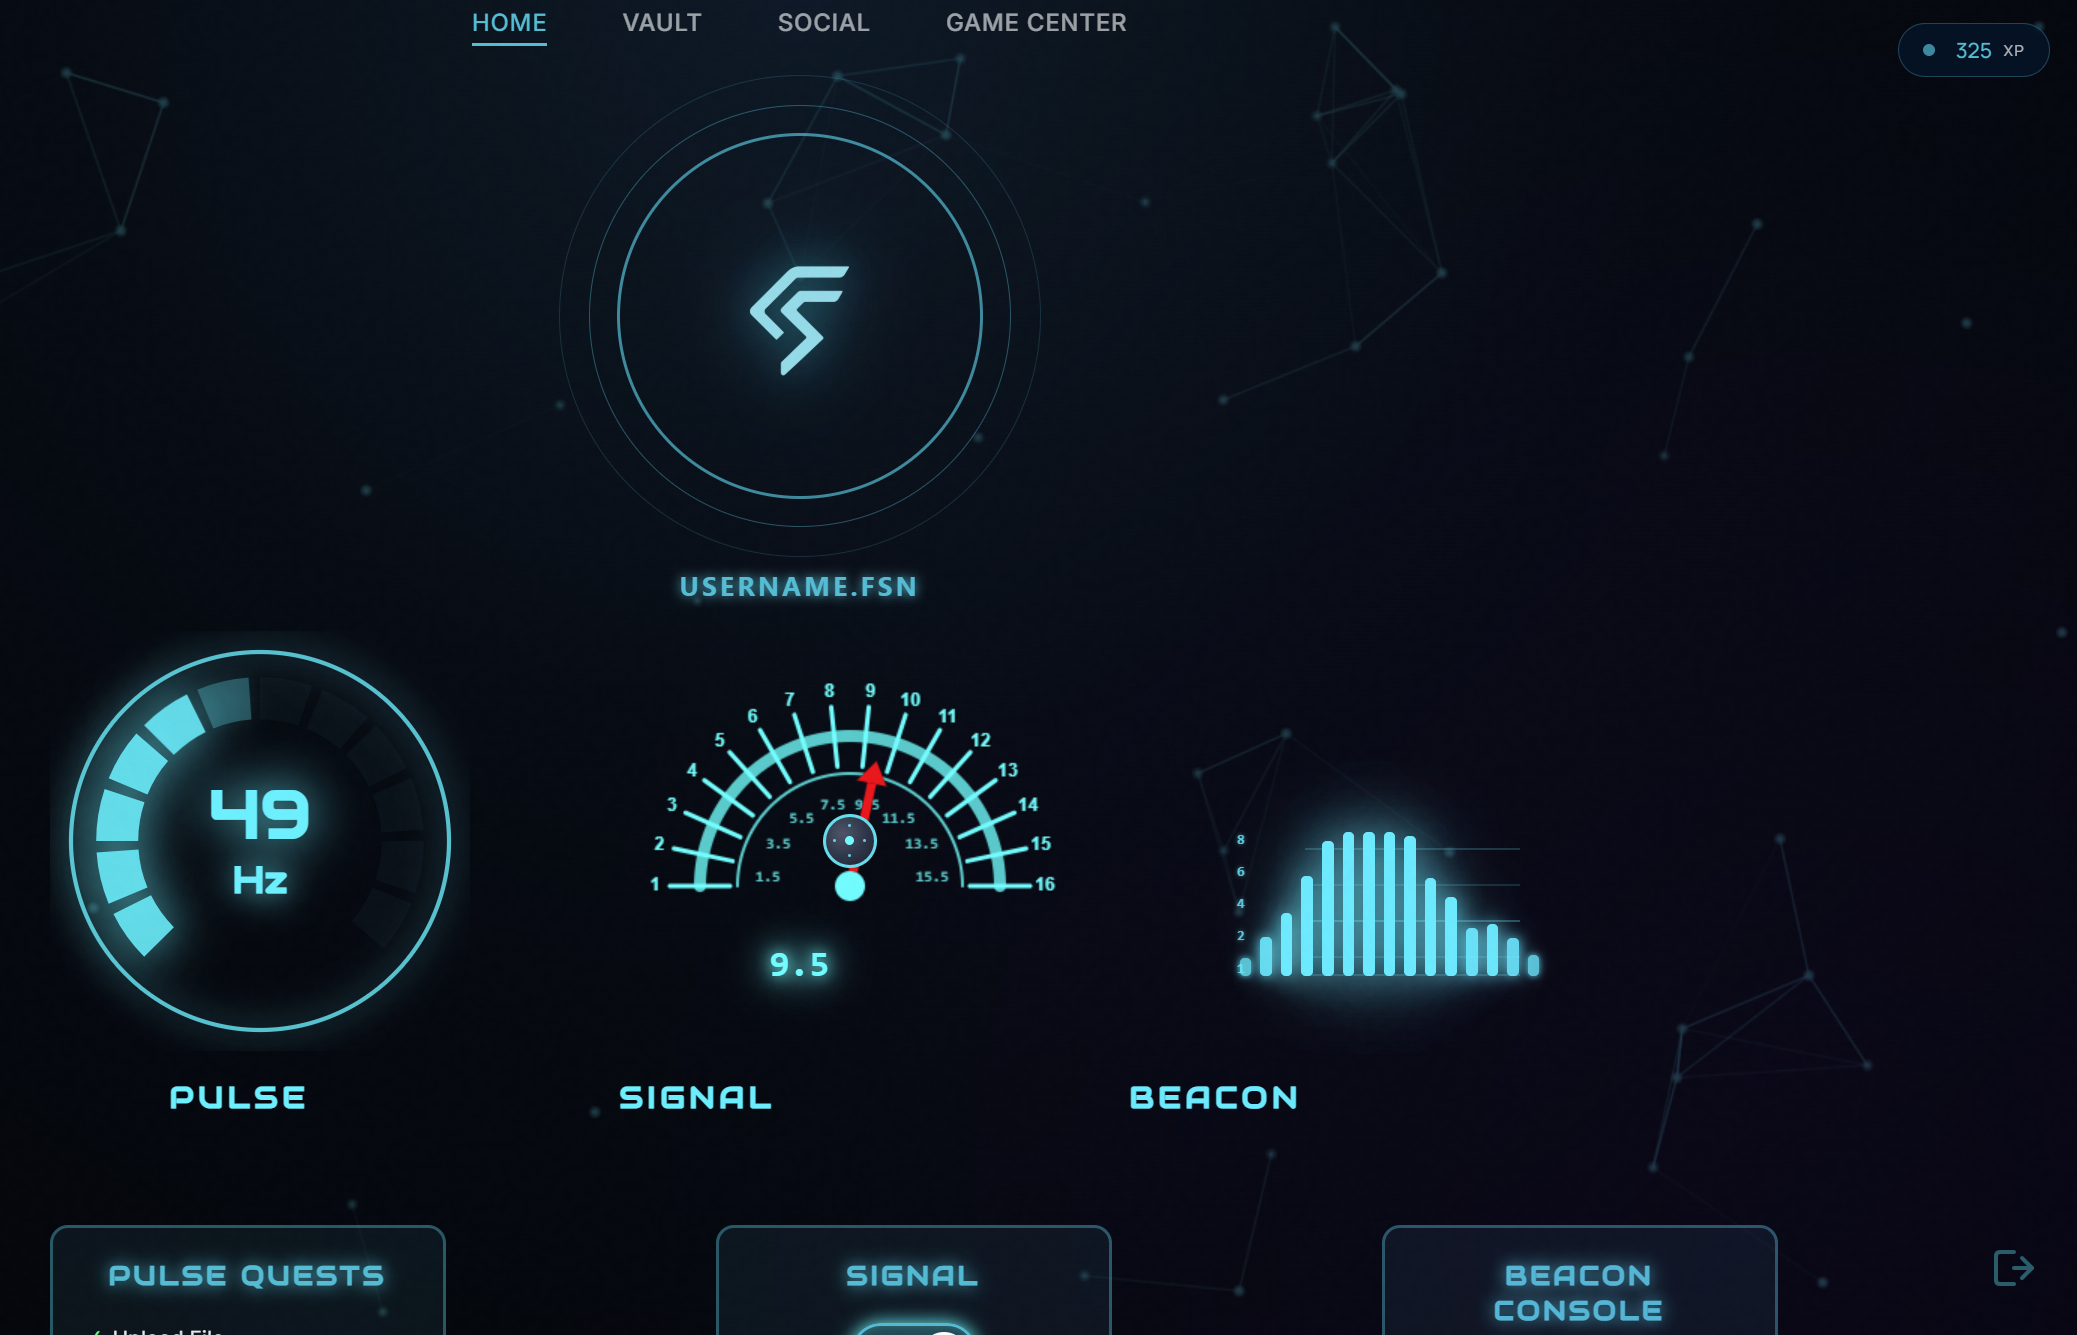 HOME VAULT SOCIAL GAME CENTER
325 XP
USERNAME.FSN
49
Hz
1 2 3 4 5 6 7 8 9 10 11 12 13 14 15 16
1.5 3.5 5.5 7.5 9.5 11.5 13.5 15.5
9.5
8
6
4
2
1
PULSE SIGNAL BEACON
PULSE QUESTS
Upload File
SIGNAL
BEACON
CONSOLE